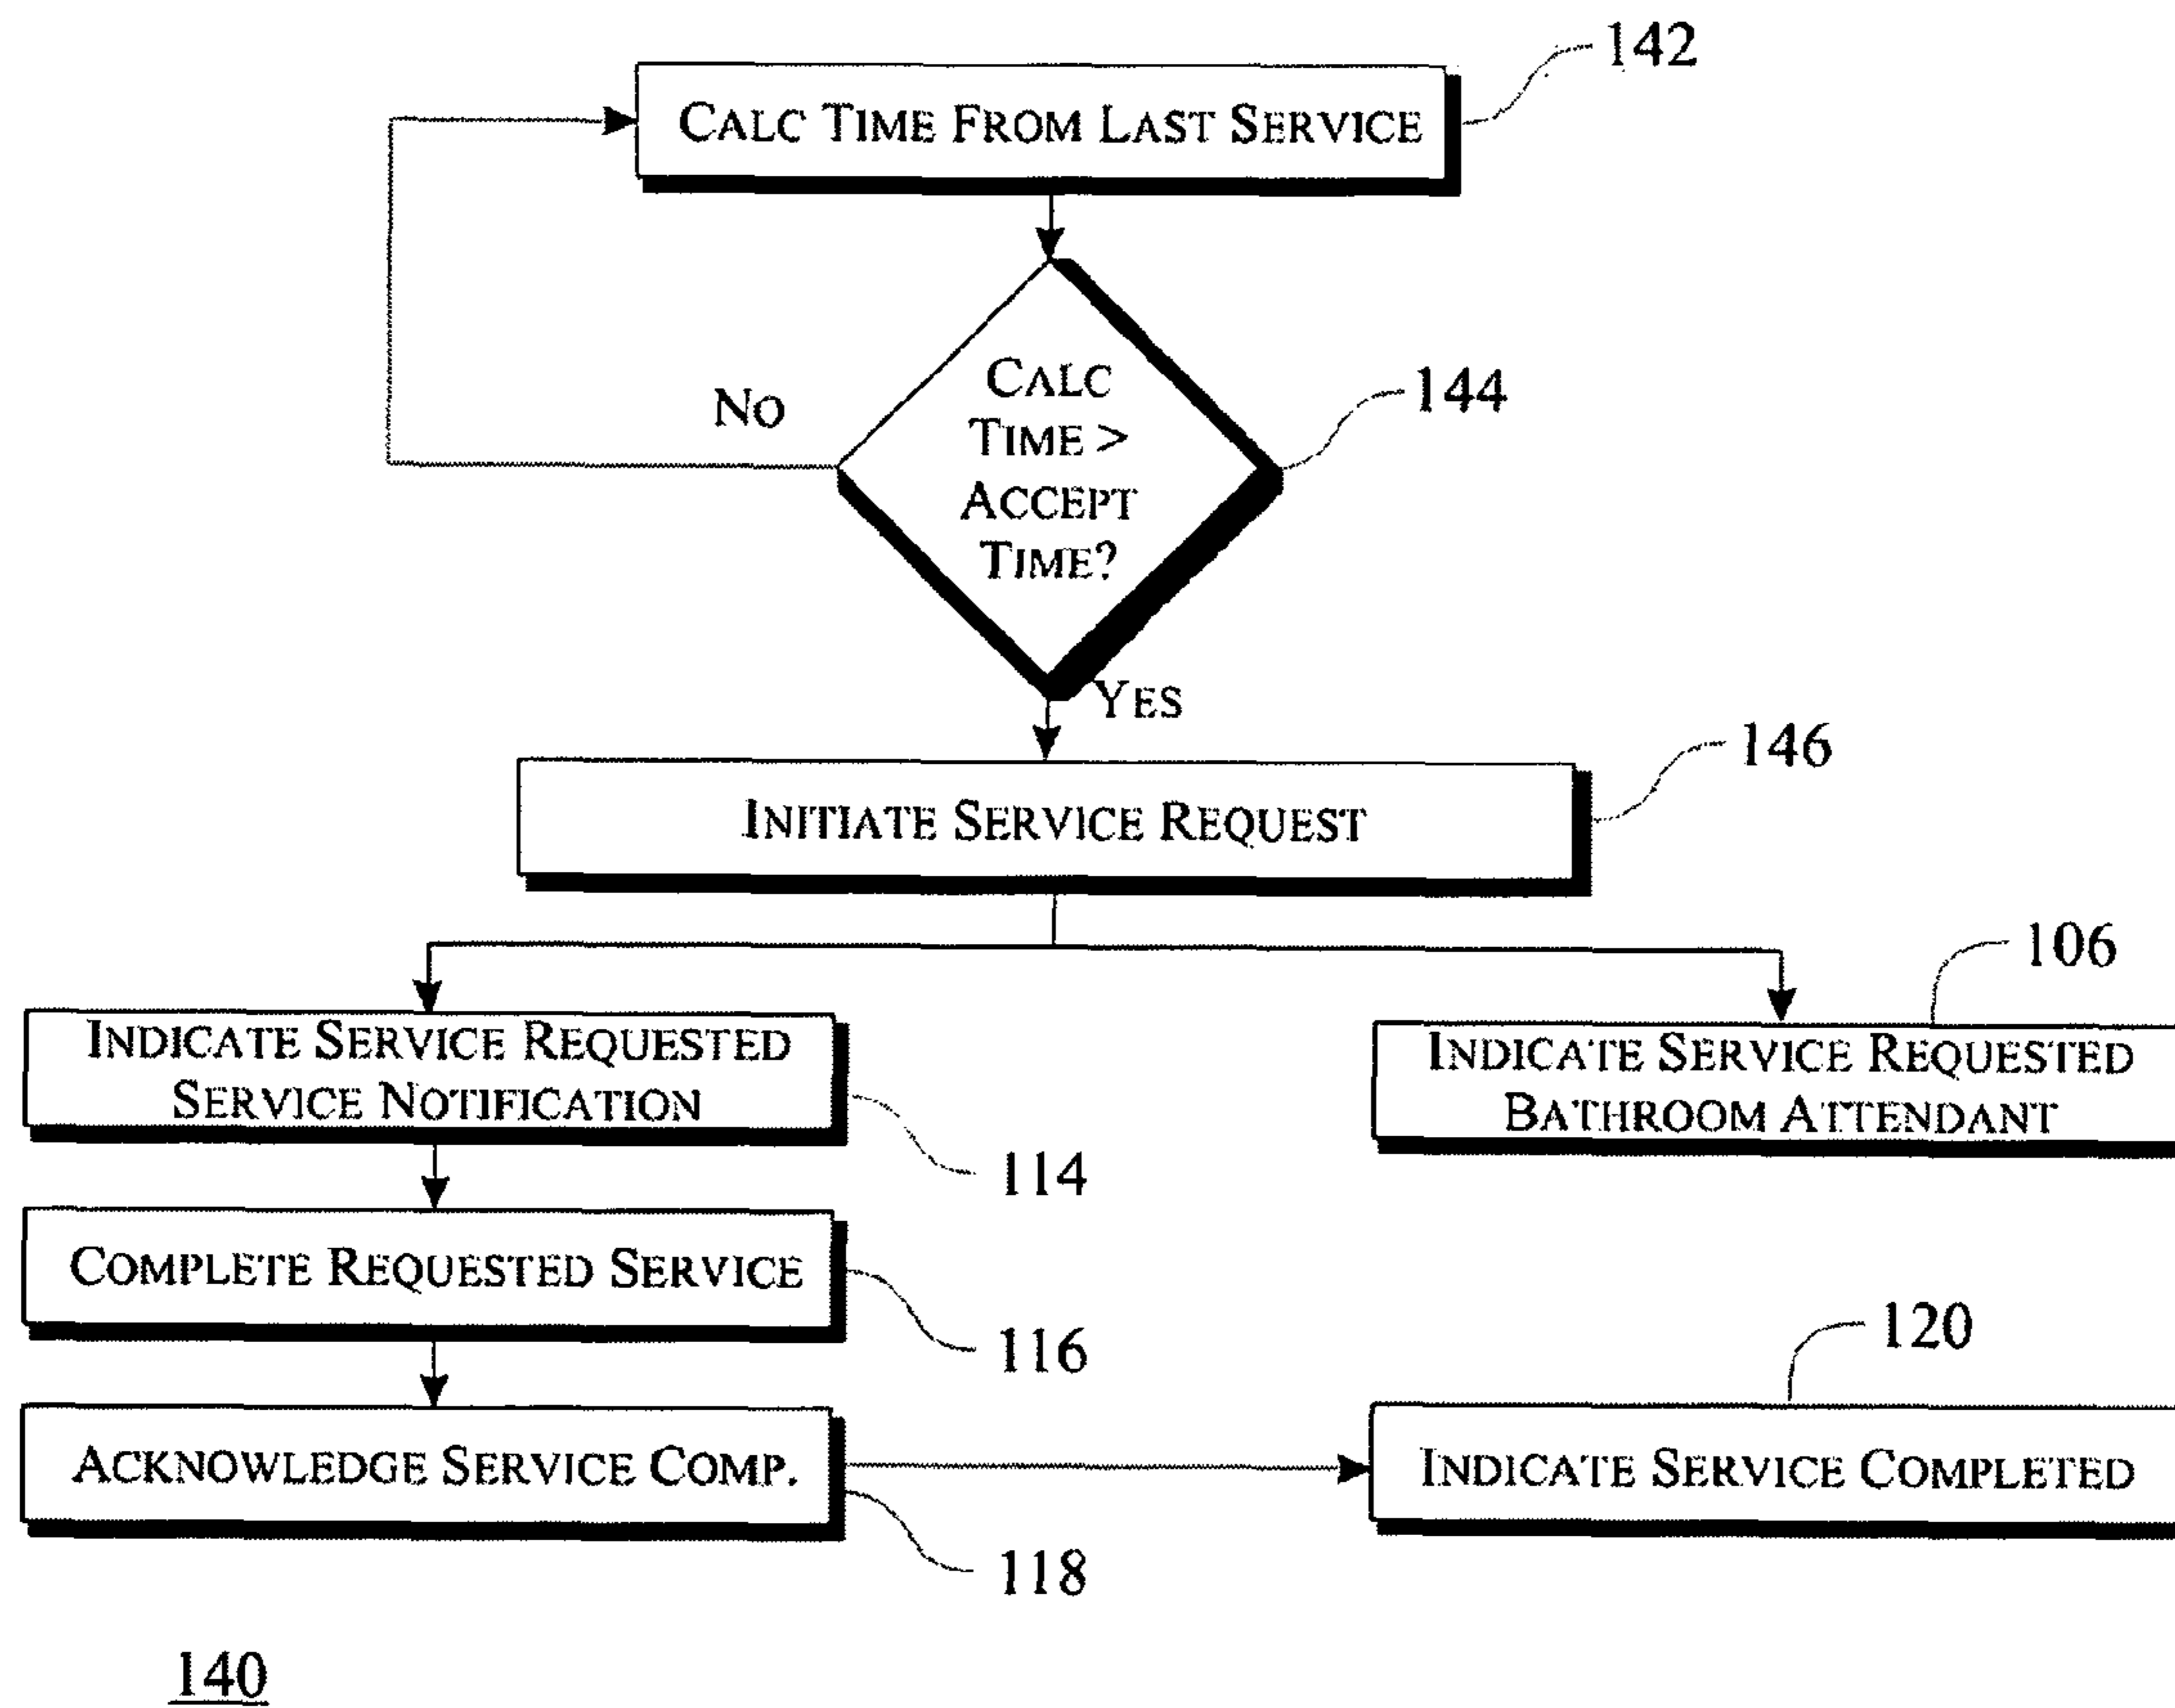 142
CALC TIME FROM LAST SERVICE
NO
CALC
TIME >
ACCEPT
TIME?
144
YES
146
INITIATE SERVICE REQUEST
106
INDICATE SERVICE REQUESTED
SERVICE NOTIFICATION
INDICATE SERVICE REQUESTED
BATHROOM ATTENDANT
114
COMPLETE REQUESTED SERVICE
116
120
ACKNOWLEDGE SERVICE COMP.
INDICATE SERVICE COMPLETED
118
140